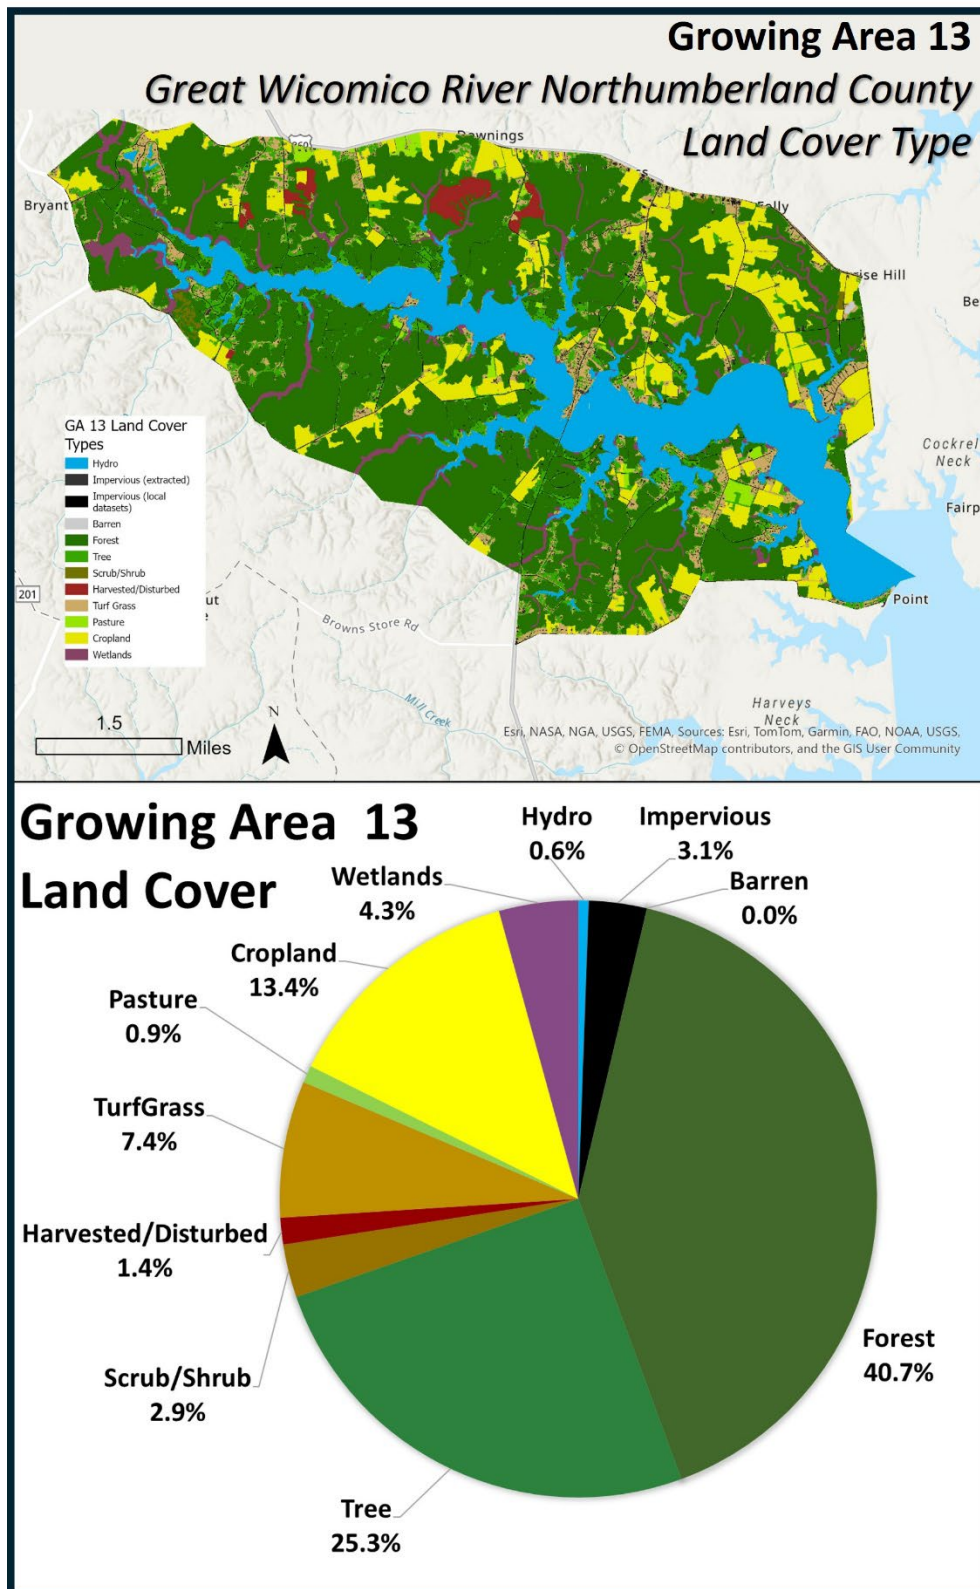 Growing Area 13
Great Wicomico River Northumberland County
Land Cover Type
Bryant
Cockrel
Neck
Fairp
Point
Harveys
Neck
Browns Store Rd
Mill Creek
201
GA 13 Land Cover
Types
Hydro
Impervious (extracted)
Impervious (local
datasets)
Barren
Forest
Tree
Scrub/Shrub
Harvested/Disturbed
Turf Grass
Pasture
Cropland
Wetlands
1.5
Miles
N
Esri, NASA, NGA, USGS, FEMA, Sources: Esri, TomTom, Garmin, FAO, NOAA, USGS,
© OpenStreetMap contributors, and the GIS User Community
Growing Area 13
Land Cover
Hydro
0.6%
Impervious
3.1%
Barren
0.0%
Wetlands
4.3%
Cropland
13.4%
Pasture
0.9%
TurfGrass
7.4%
Harvested/Disturbed
1.4%
Scrub/Shrub
2.9%
Tree
25.3%
Forest
40.7%